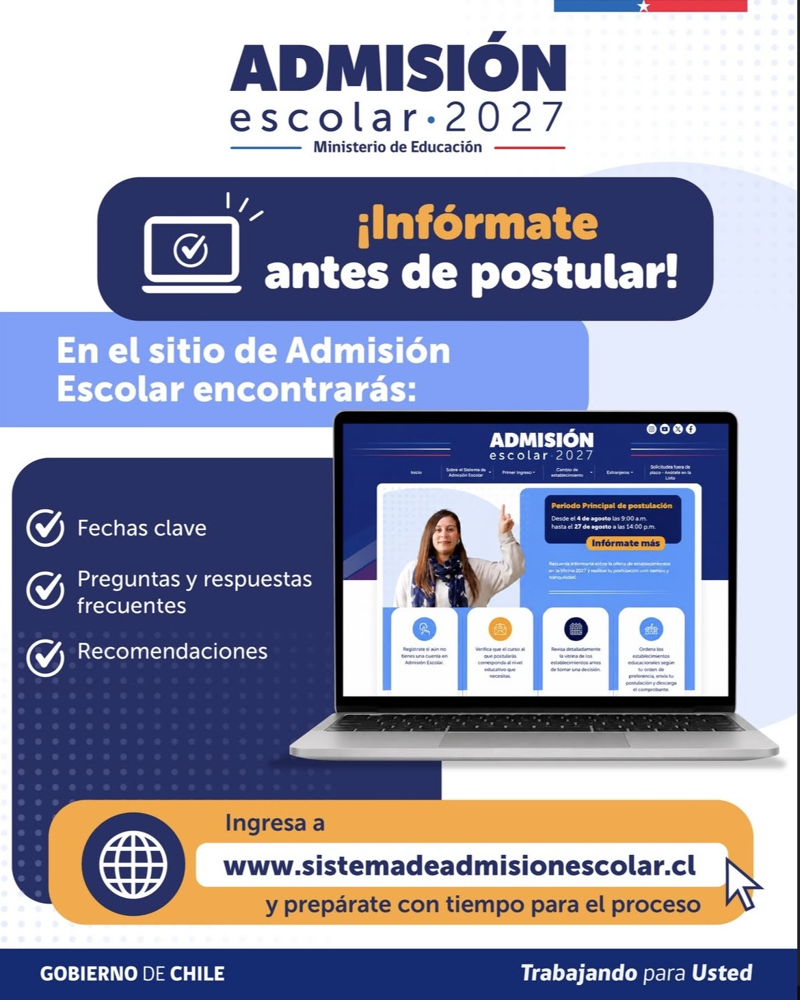 ADMISIÓN
escolar·2027
Ministerio de Educación
¡Infórmate
antes de postular!
En el sitio de Admisión
Escolar encontrarás:
Fechas clave
Preguntas y respuestas
frecuentes
Recomendaciones
ADMISIÓN
escolar·2027
Inicio
Sobre el Sistema de
Admisión Escolar
Primer Ingreso
Cambio de
establecimiento
Extranjeros
Solicitudes fuera de
plazo - Anótate en la
Lista
Periodo Principal de postulación
Desde el 4 de agosto las 9:00 a.m.
hasta el 27 de agosto a las 14:00 p.m.
Infórmate más
Recuerda informarte sobre la oferta de establecimientos
en la Vitrina 2027 y realizar tu postulación con tiempo y
tranquilidad.
Regístrate si aún no
tienes una cuenta en
Admisión Escolar.
Verifica que el curso al
que postularás
corresponda al nivel
educativo que
necesitas.
Revisa detalladamente
la vitrina de los
establecimientos antes
de tomar una decisión.
Ordena los
establecimientos
educacionales según
tu orden de
preferencia, envía tu
postulación y descarga
el comprobante.
Ingresa a
www.sistemadeadmisionescolar.cl
y prepárate con tiempo para el proceso
GOBIERNO DE CHILE
Trabajando para Usted